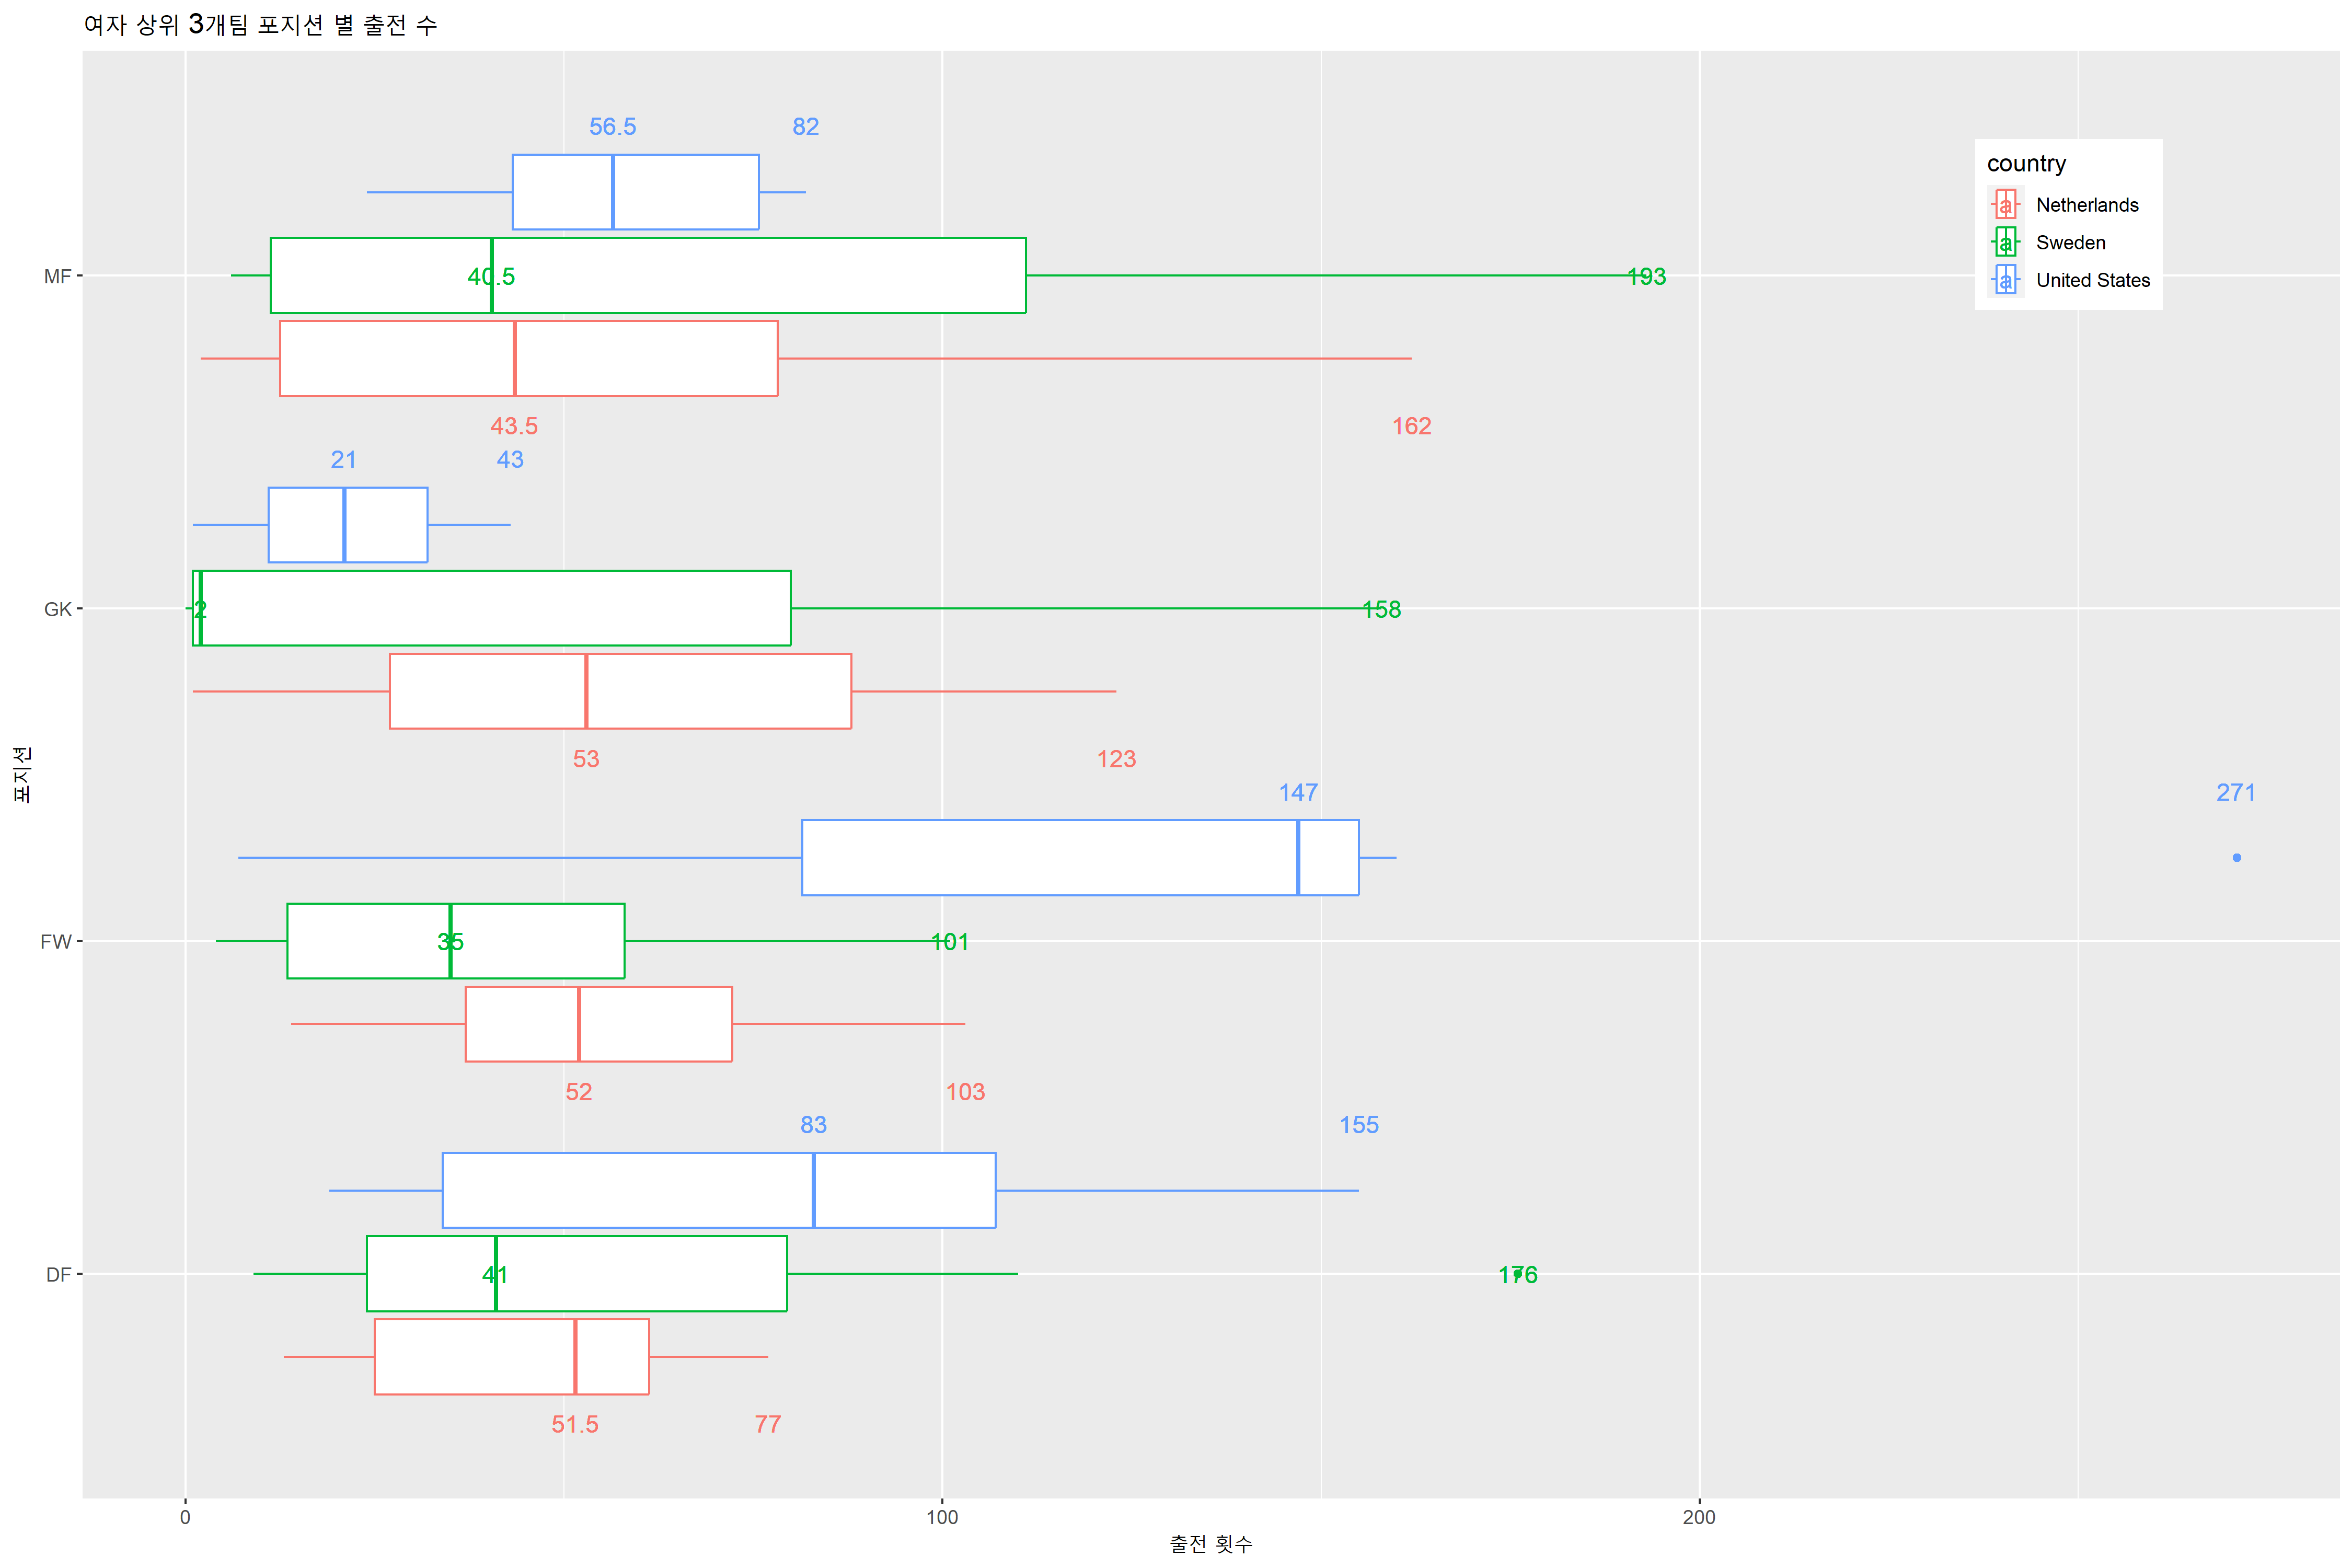 여자 상위 3개팀 포지션 별 출전 수
56.5 82
country
a Netherlands
a Sweden
a United States
MF
40.5 193
43.5 162
21 43
GK
2 158
53 123
포지션
147 271
FW
35 101
52 103
83 155
DF
41 176
51.5 77
0 100 200
출전 횟수